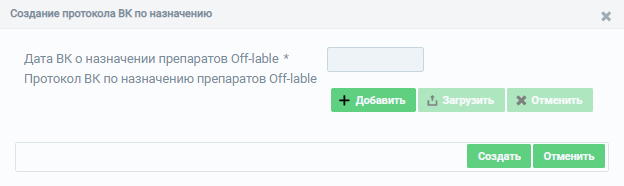 Создание протокола ВК по назначению
Дата ВК о назначении препаратов Off-lable *
Протокол ВК по назначению препаратов Off-lable
Добавить Загрузить Отменить
Создать Отменить